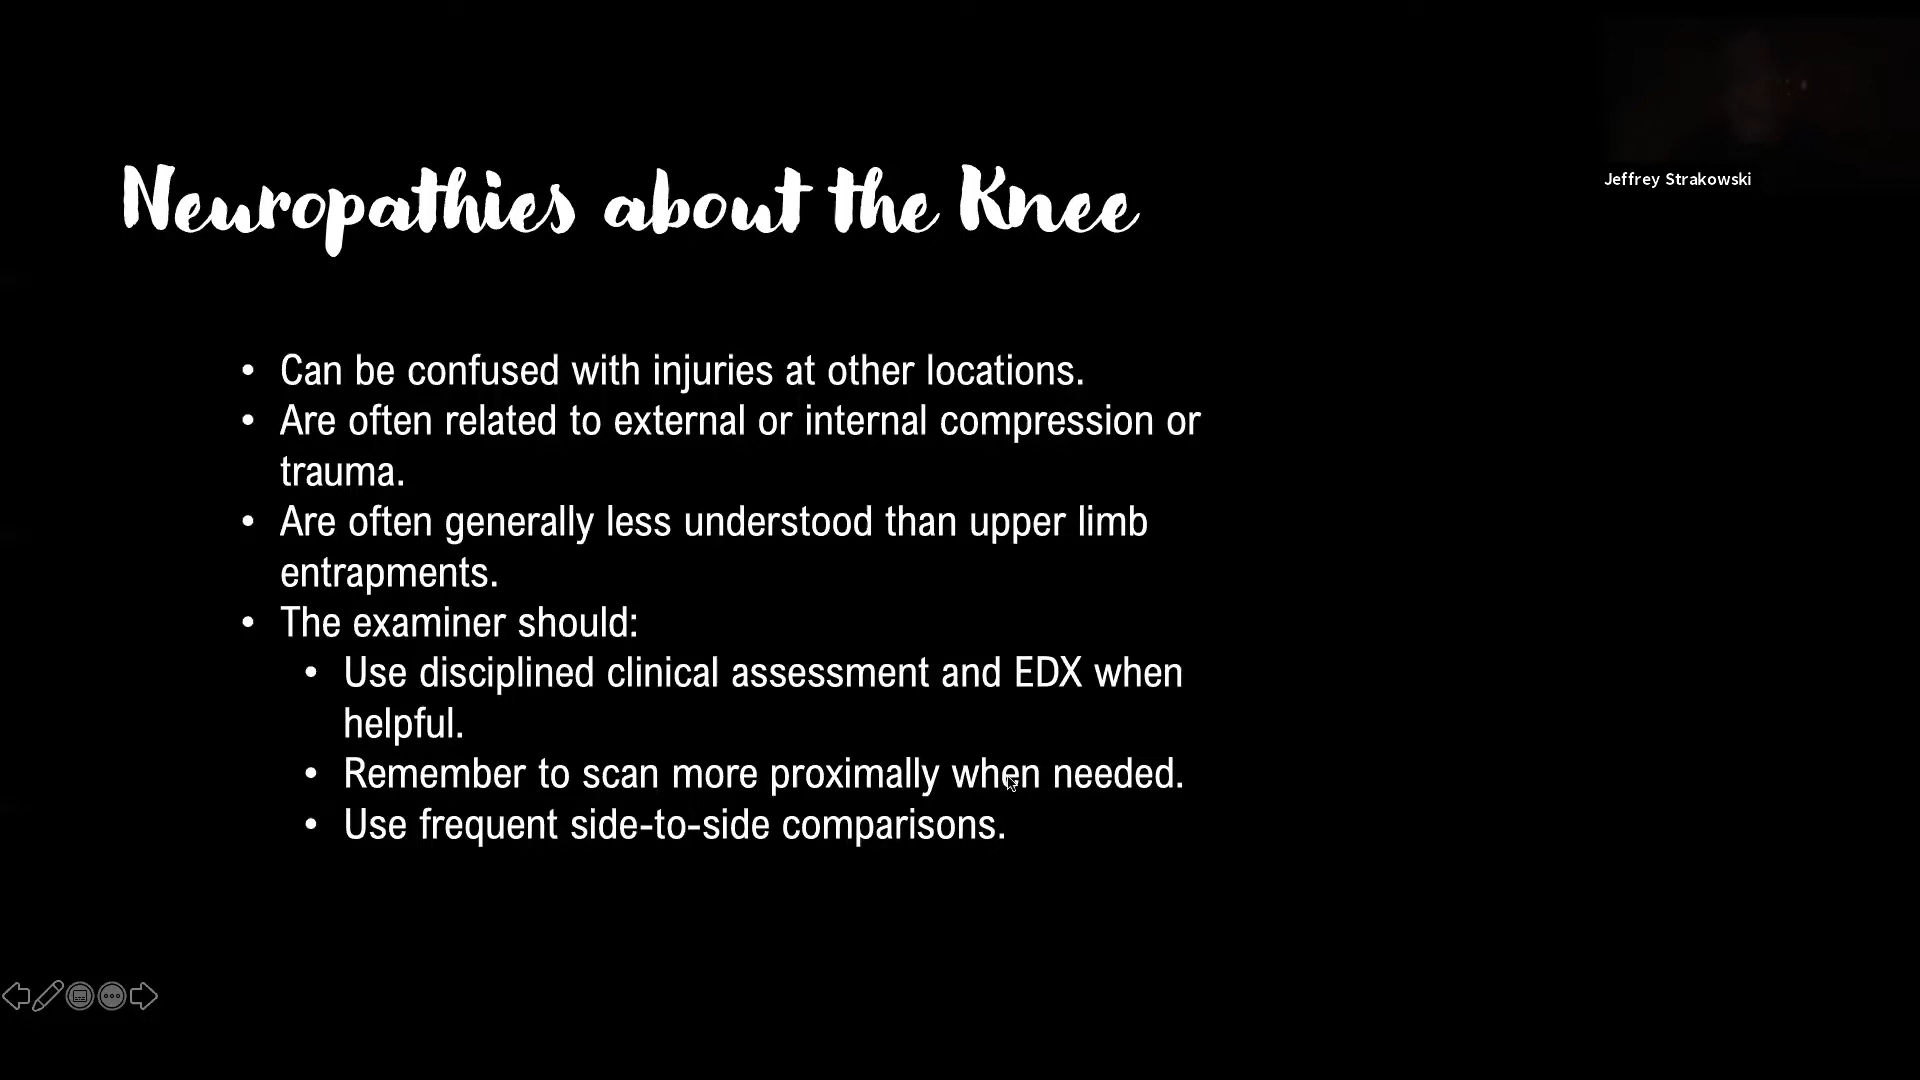 Jeffrey Strakowski
Neuropathies about the Knee
• Can be confused with injuries at other locations.
• Are often related to external or internal compression or
trauma.
• Are often generally less understood than upper limb
entrapments.
• The examiner should:
• Use disciplined clinical assessment and EDX when
helpful.
• Remember to scan more proximally when needed.
• Use frequent side-to-side comparisons.